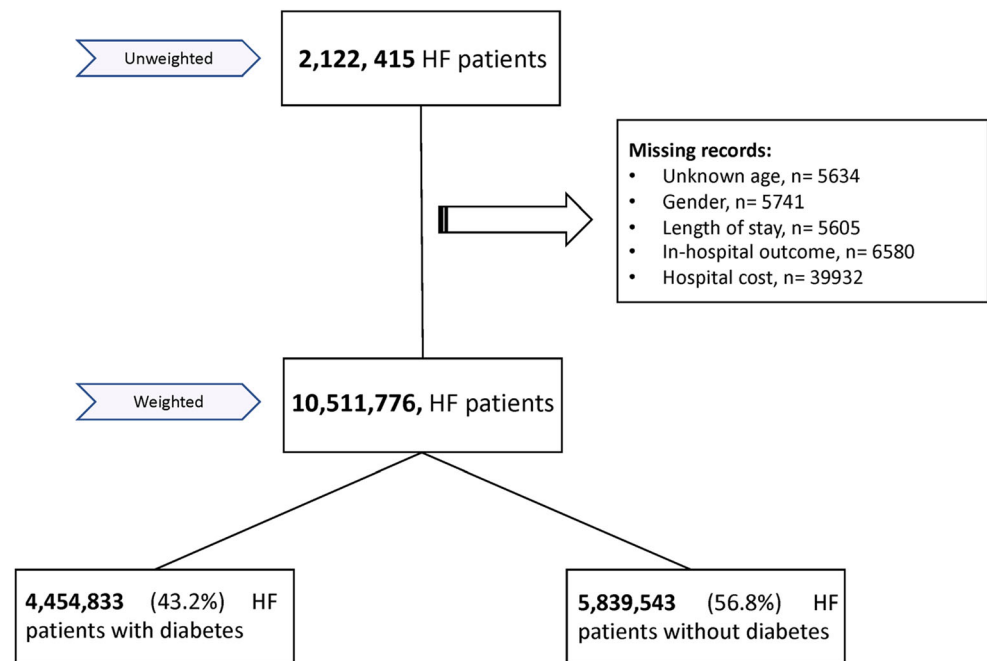 Unweighted
2,122, 415 HF patients
Missing records:
• Unknown age, n= 5634
• Gender, n= 5741
• Length of stay, n= 5605
• In-hospital outcome, n= 6580
• Hospital cost, n= 39932
Weighted
10,511,776, HF patients
4,454,833 (43.2%) HF
patients with diabetes
5,839,543 (56.8%) HF
patients without diabetes